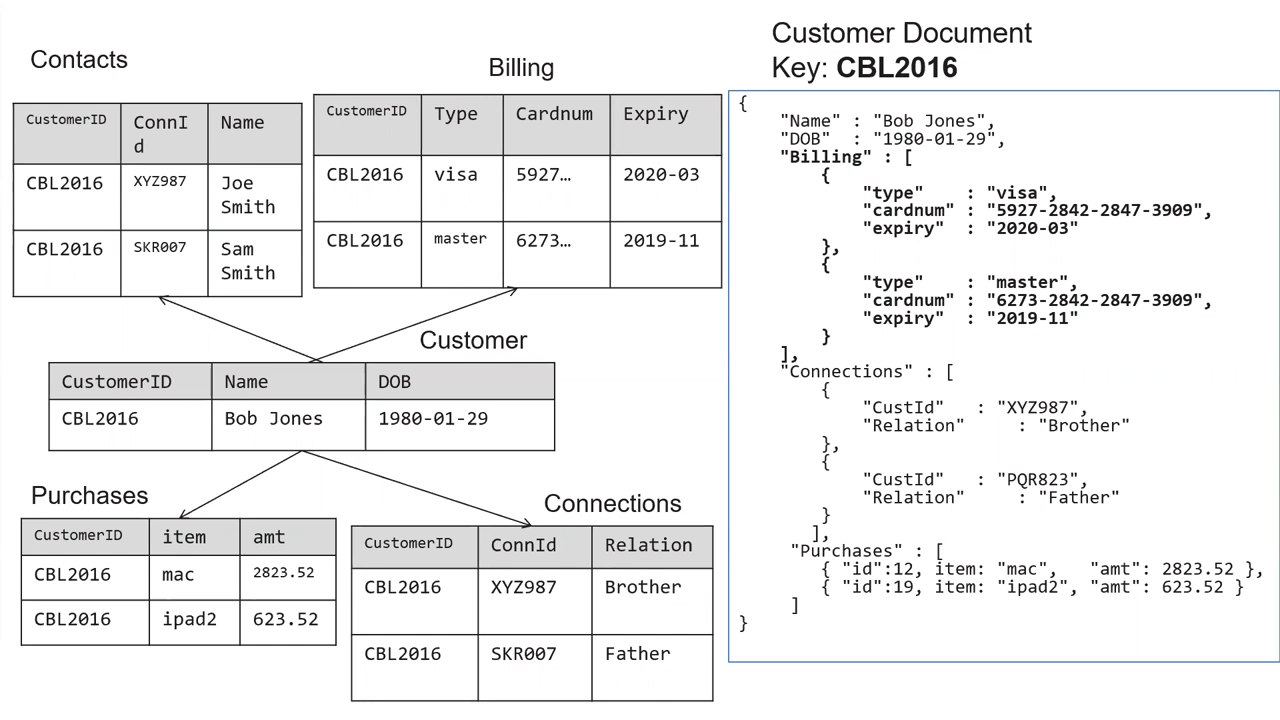 Contacts
CustomerID ConnI Name
d
CBL2016 XYZ987 Joe
Smith
CBL2016 SKR007 Sam
Smith
Billing
CustomerID Type Cardnum Expiry
CBL2016 visa 5927… 2020-03
CBL2016 master 6273… 2019-11
Customer
CustomerID Name DOB
CBL2016 Bob Jones 1980-01-29
Purchases
CustomerID item amt
CBL2016 mac 2823.52
CBL2016 ipad2 623.52
Connections
CustomerID ConnId Relation
CBL2016 XYZ987 Brother
CBL2016 SKR007 Father
Customer Document
Key: CBL2016
{
"Name" : "Bob Jones",
"DOB" : "1980-01-29",
"Billing" : [
{
"type" : "visa",
"cardnum" : "5927-2842-2847-3909",
"expiry" : "2020-03"
},
{
"type" : "master",
"cardnum" : "6273-2842-2847-3909",
"expiry" : "2019-11"
}
],
"Connections" : [
{
"CustId" : "XYZ987",
"Relation" : "Brother"
},
{
"CustId" : "PQR823",
"Relation" : "Father"
}
],
"Purchases" : [
{ "id":12, item: "mac", "amt": 2823.52 },
{ "id":19, item: "ipad2", "amt": 623.52 }
]
}